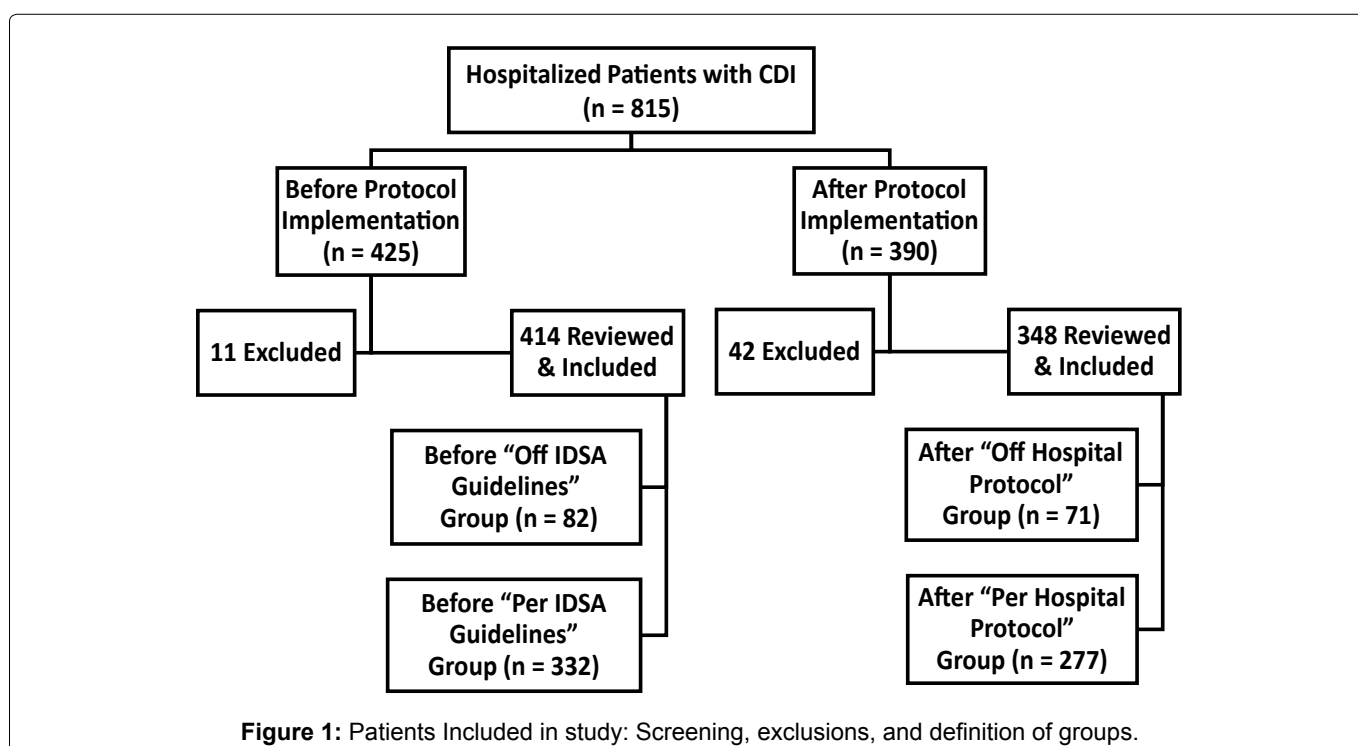 Hospitalized Patients with CDI
(n = 815)
Before Protocol
Implementation
(n = 425)
After Protocol
Implementation
(n = 390)
11 Excluded
414 Reviewed
& Included
42 Excluded
348 Reviewed
& Included
Before “Off IDSA
Guidelines”
Group (n = 82)
After “Off Hospital
Protocol”
Group (n = 71)
Before “Per IDSA
Guidelines”
Group (n = 332)
After “Per Hospital
Protocol”
Group (n = 277)
Figure 1: Patients Included in study: Screening, exclusions, and definition of groups.